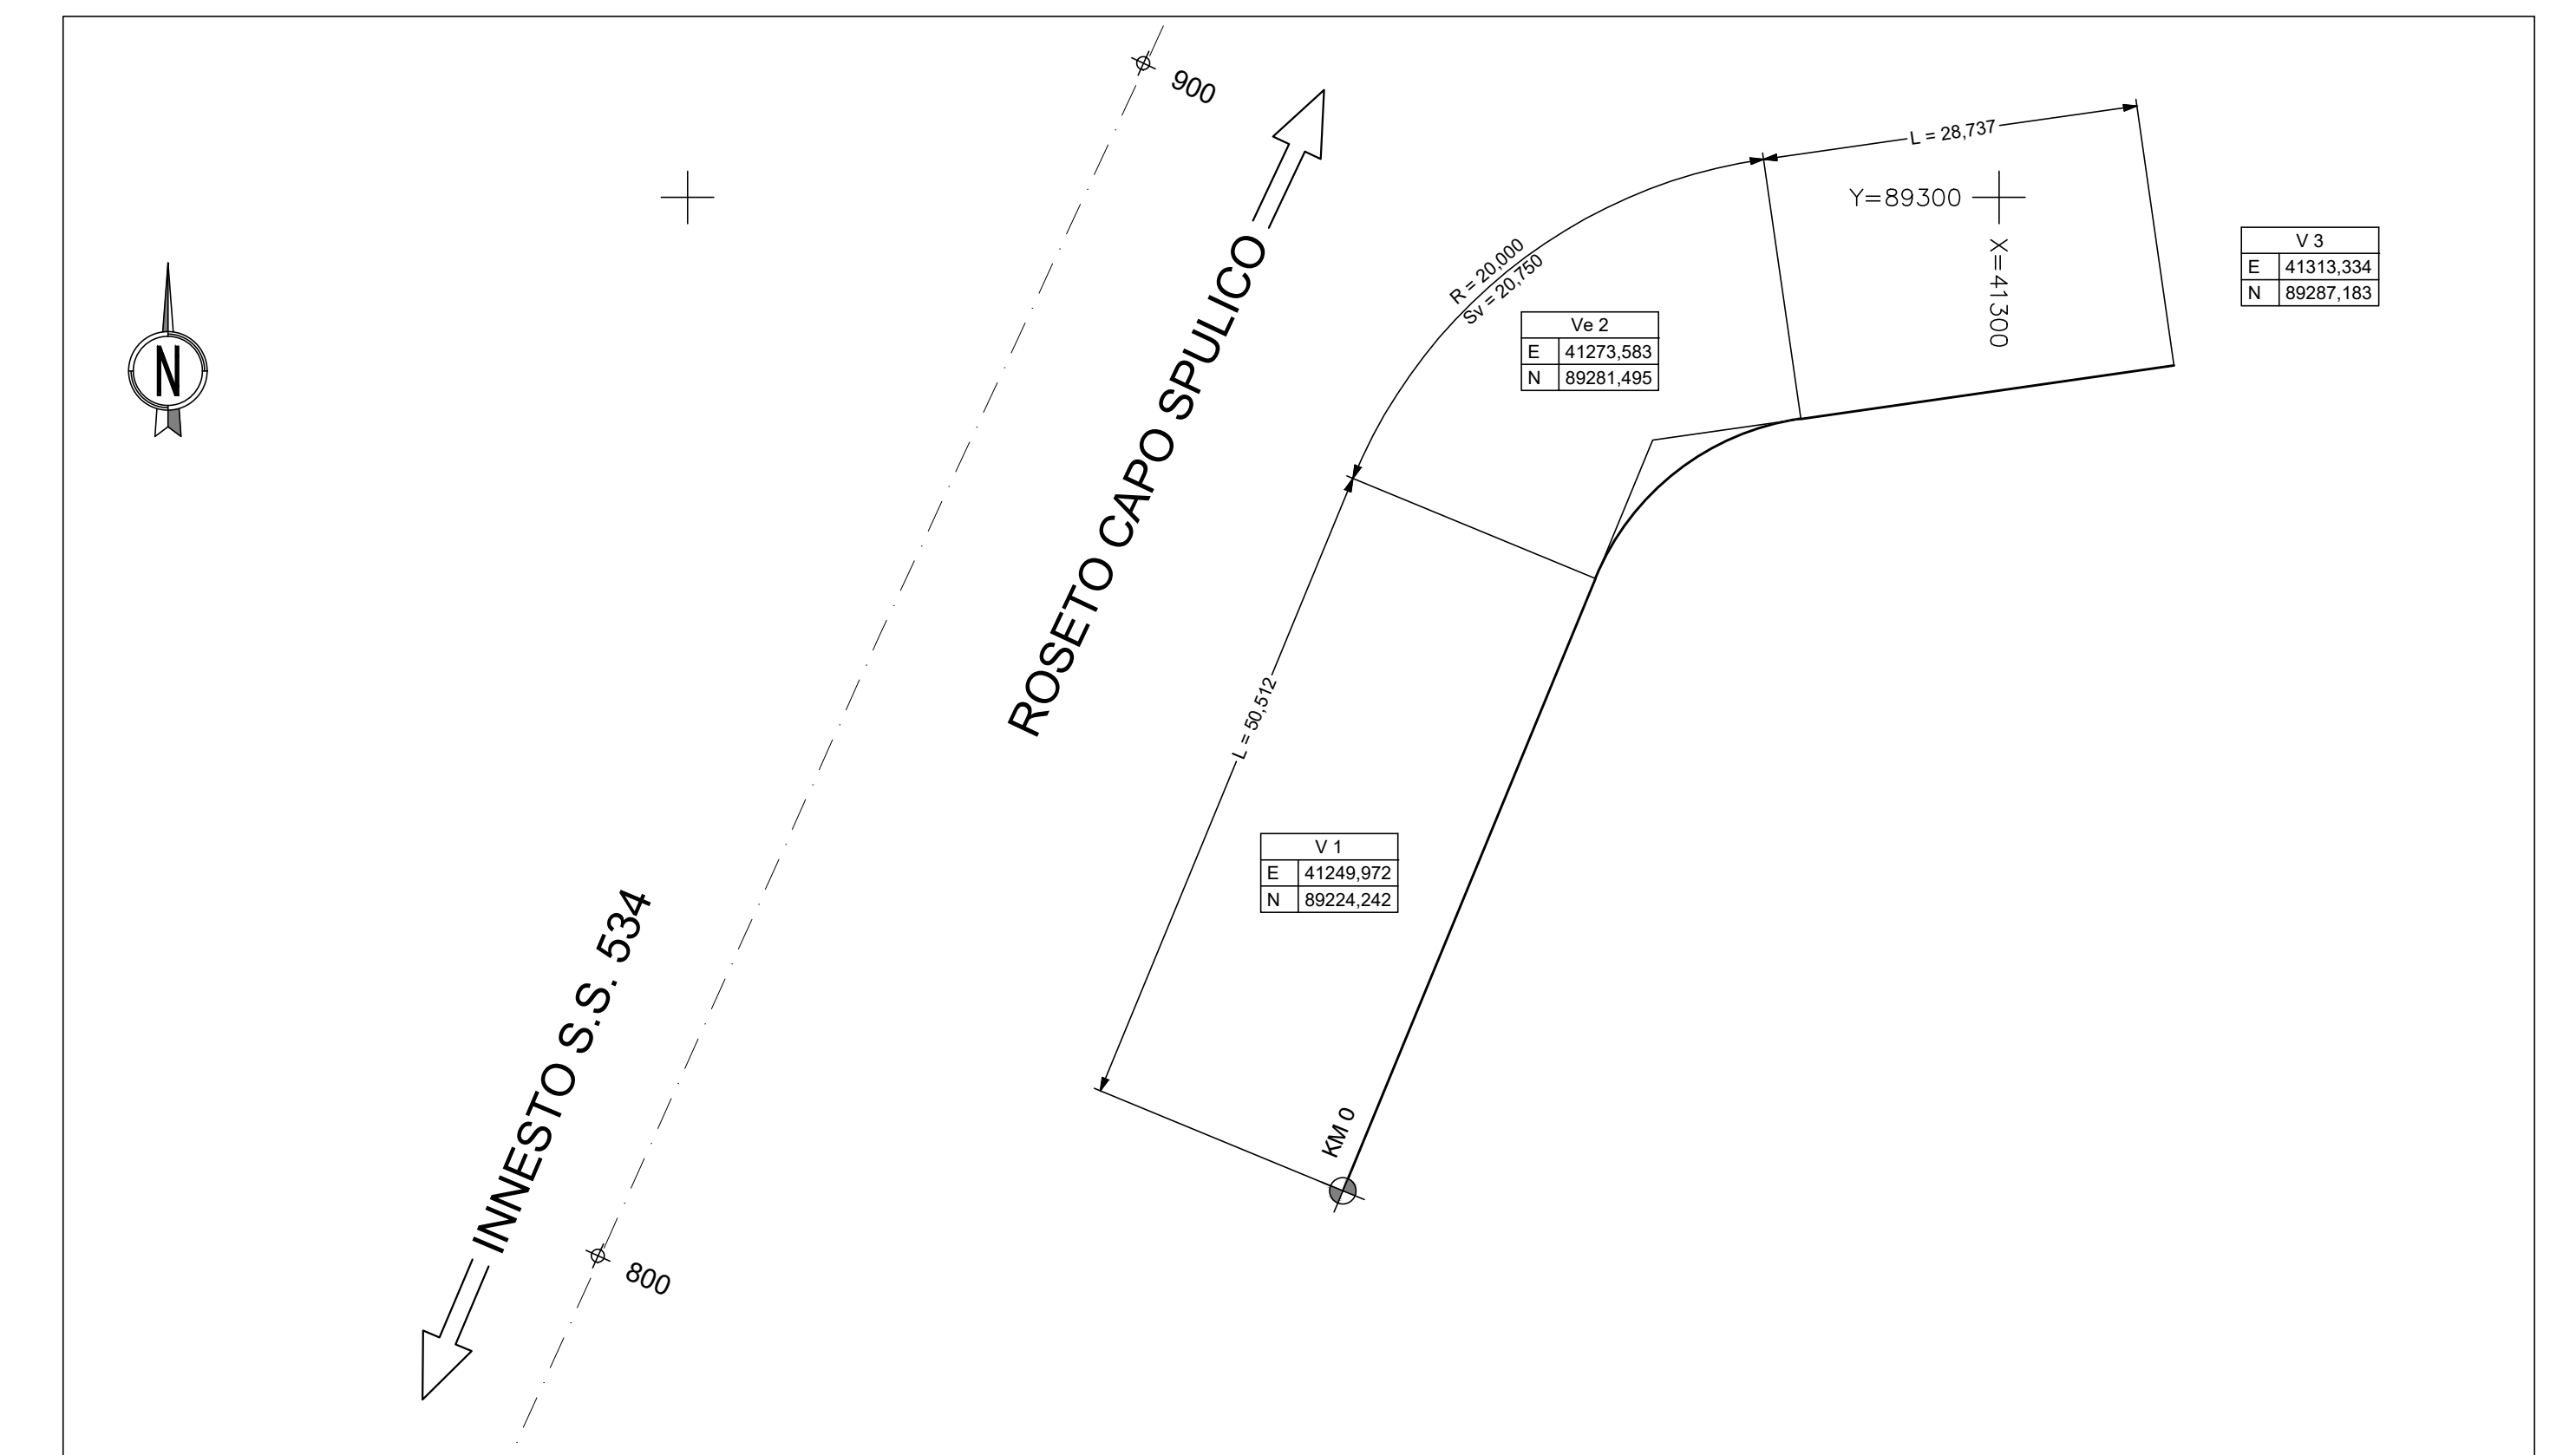 900
L = 28,737
Y=89300
X=41300
V 3
E 41313,334
N 89287,183
R = 20,000
Sv = 20,750
Ve 2
E 41273,583
N 89281,495
N
ROSETO CAPO SPULICO
L = 50,512
V 1
E 41249,972
N 89224,242
INNESTO S.S. 534
KM 0
800